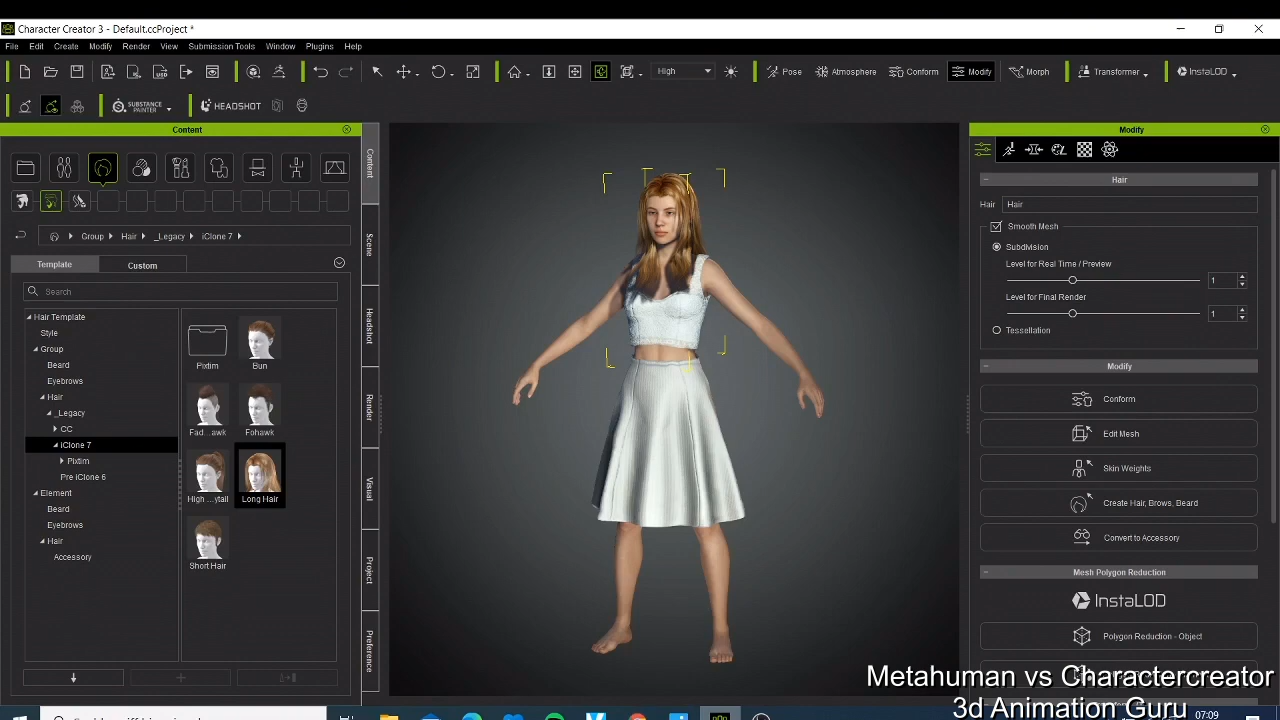 Character Creator 3 - Default.ccProject *
File Edit Create Modify Render View Submission Tools Window Plugins Help
High
Pose
Atmosphere
Conform
Modify
Morph
Transformer
InstaLOD
SUBSTANCE PAINTER
HEADSHOT
Content
Group Hair _Legacy iClone 7
Template Custom
Search
Hair Template
Style
Group
Beard
Eyebrows
Hair
_Legacy
CC
iClone 7
Pixtim
Pre iClone 6
Element
Beard
Eyebrows
Hair
Accessory
Pixtim Bun
Fad...awk Fohawk
High ...ytail Long Hair
Short Hair
Content
Scene
Headshot
Render
Visual
Project
Preference
Modify
Hair
Hair Hair
Smooth Mesh
Subdivision
Level for Real Time / Preview
1
Level for Final Render
1
Tessellation
Modify
Conform
Edit Mesh
Skin Weights
Create Hair, Brows, Beard
Convert to Accessory
Mesh Polygon Reduction
InstaLOD
Polygon Reduction - Object
Metahuman vs Charactercreator
3d Animation Guru
07:09